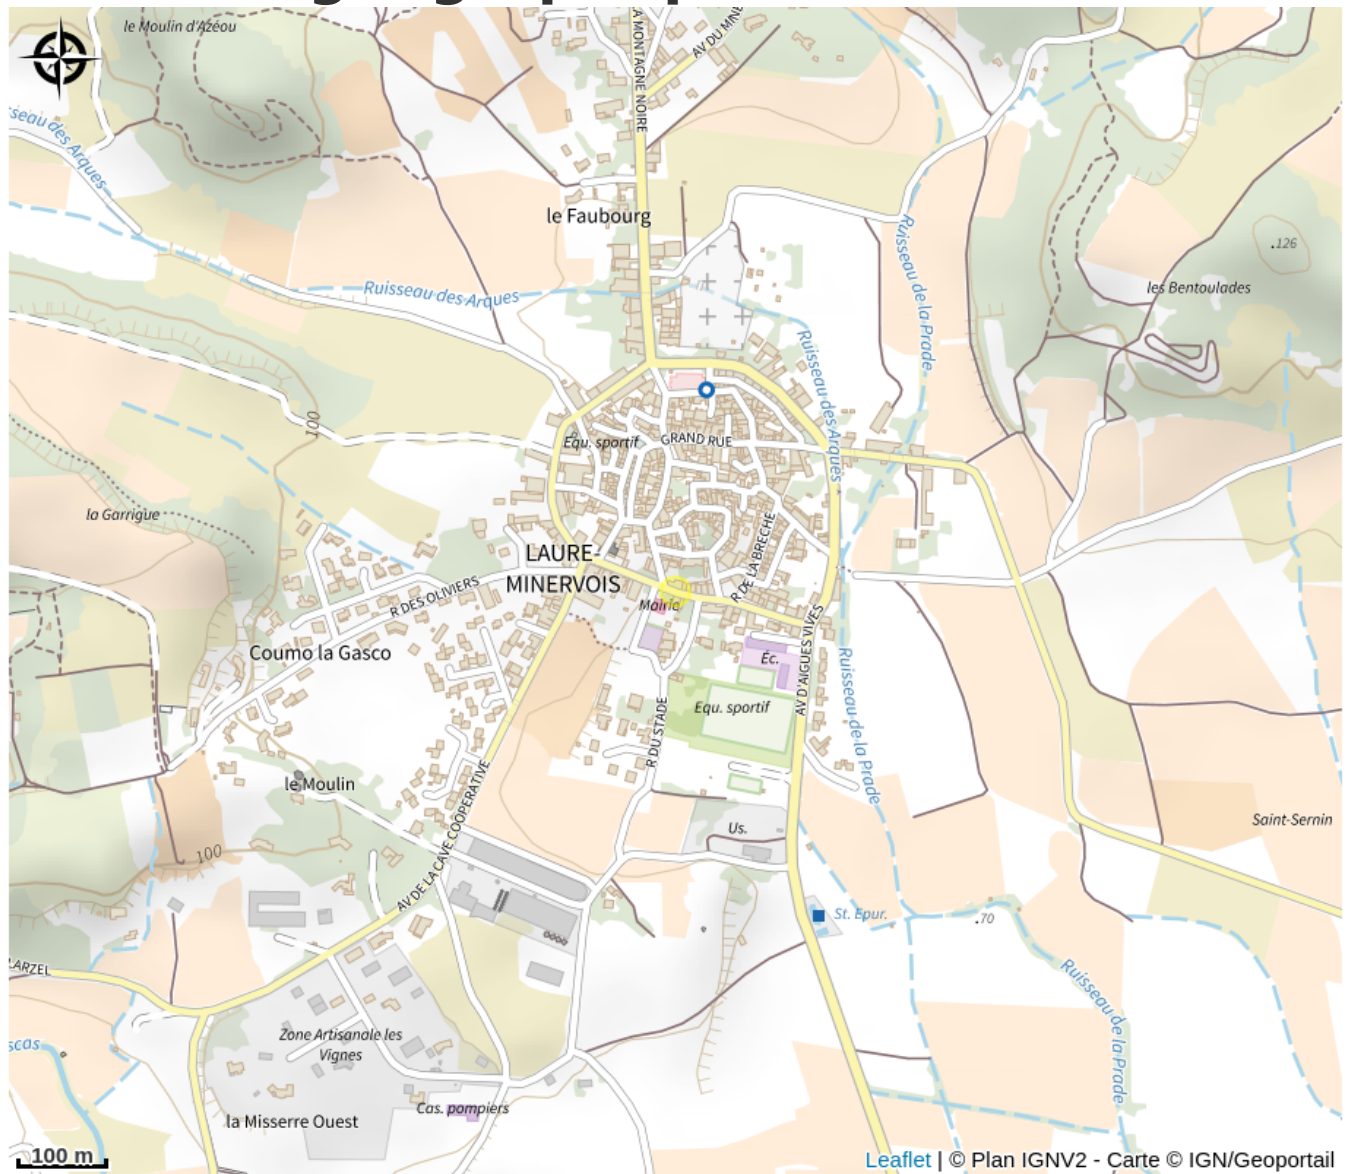 le Moulin d'Azéou
AV DU MINE
LA MONTAGNE NOIRE
Ruisseau des Arques
le Faubourg
Ruisseau de la Prade
.126
Ruisseau des Arques
les Bentoulades
Ruisseau des Arques
100
Equ. sportif
GRAND RUE
la Garrigue
LAURE-
MINERVOIS
R DE LA BRECHE
R DES OLIVIERS
Mairie
Coumo la Gasco
Éc.
AV D'AIGUES VIVES
Ruisseau de la Prade
Equ. sportif
R DU STADE
le Moulin
AV DE LA CAVE COOPERATIVE
Us.
Saint-Sernin
100
St. Epur.
.70
LARZEL
Ruisseau de la Prade
Zone Artisanale les
Vignes
scas
Cas. pompiers
la Misserre Ouest
100 m
Leaflet | © Plan IGNV2 - Carte © IGN/Geoportail